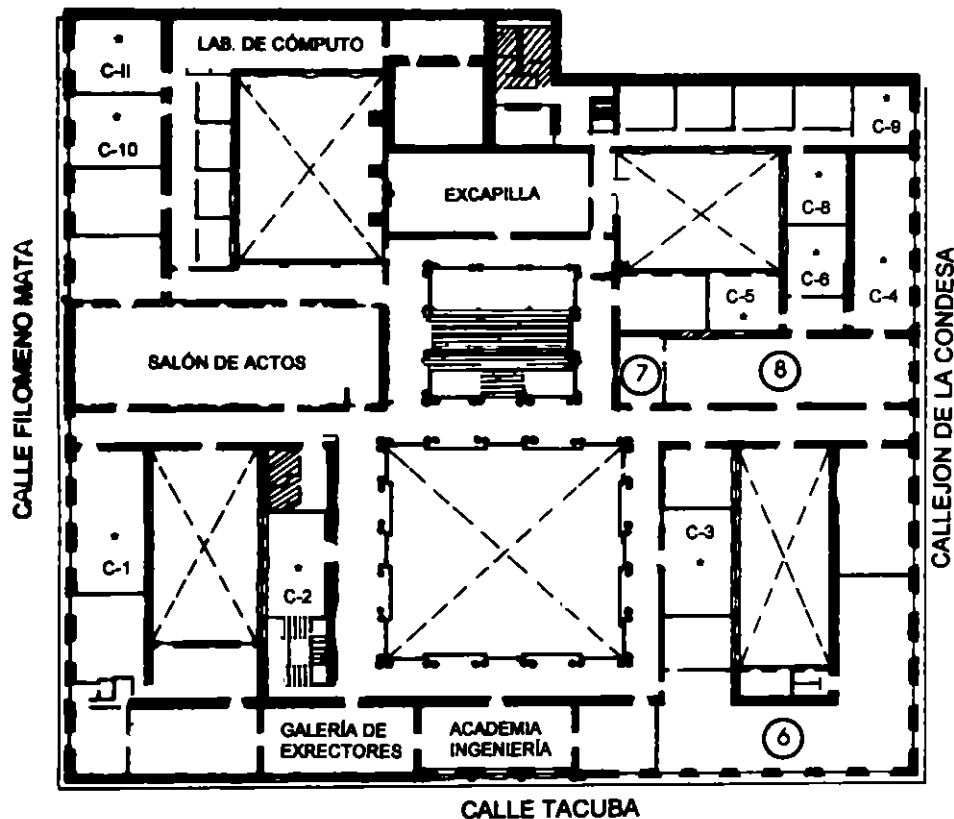 LAB. DE CÓMPUTO
C-II
C-10
C-9
EXCAPILLA
C-8
C-6
C-5
C-4
CALLE FILOMENO MATA
SALÓN DE ACTOS
7
8
CALLEJON DE LA CONDESA
C-1
C-2
C-3
GALERÍA DE
EXRECTORES
ACADEMIA
INGENIERÍA
6
CALLE TACUBA